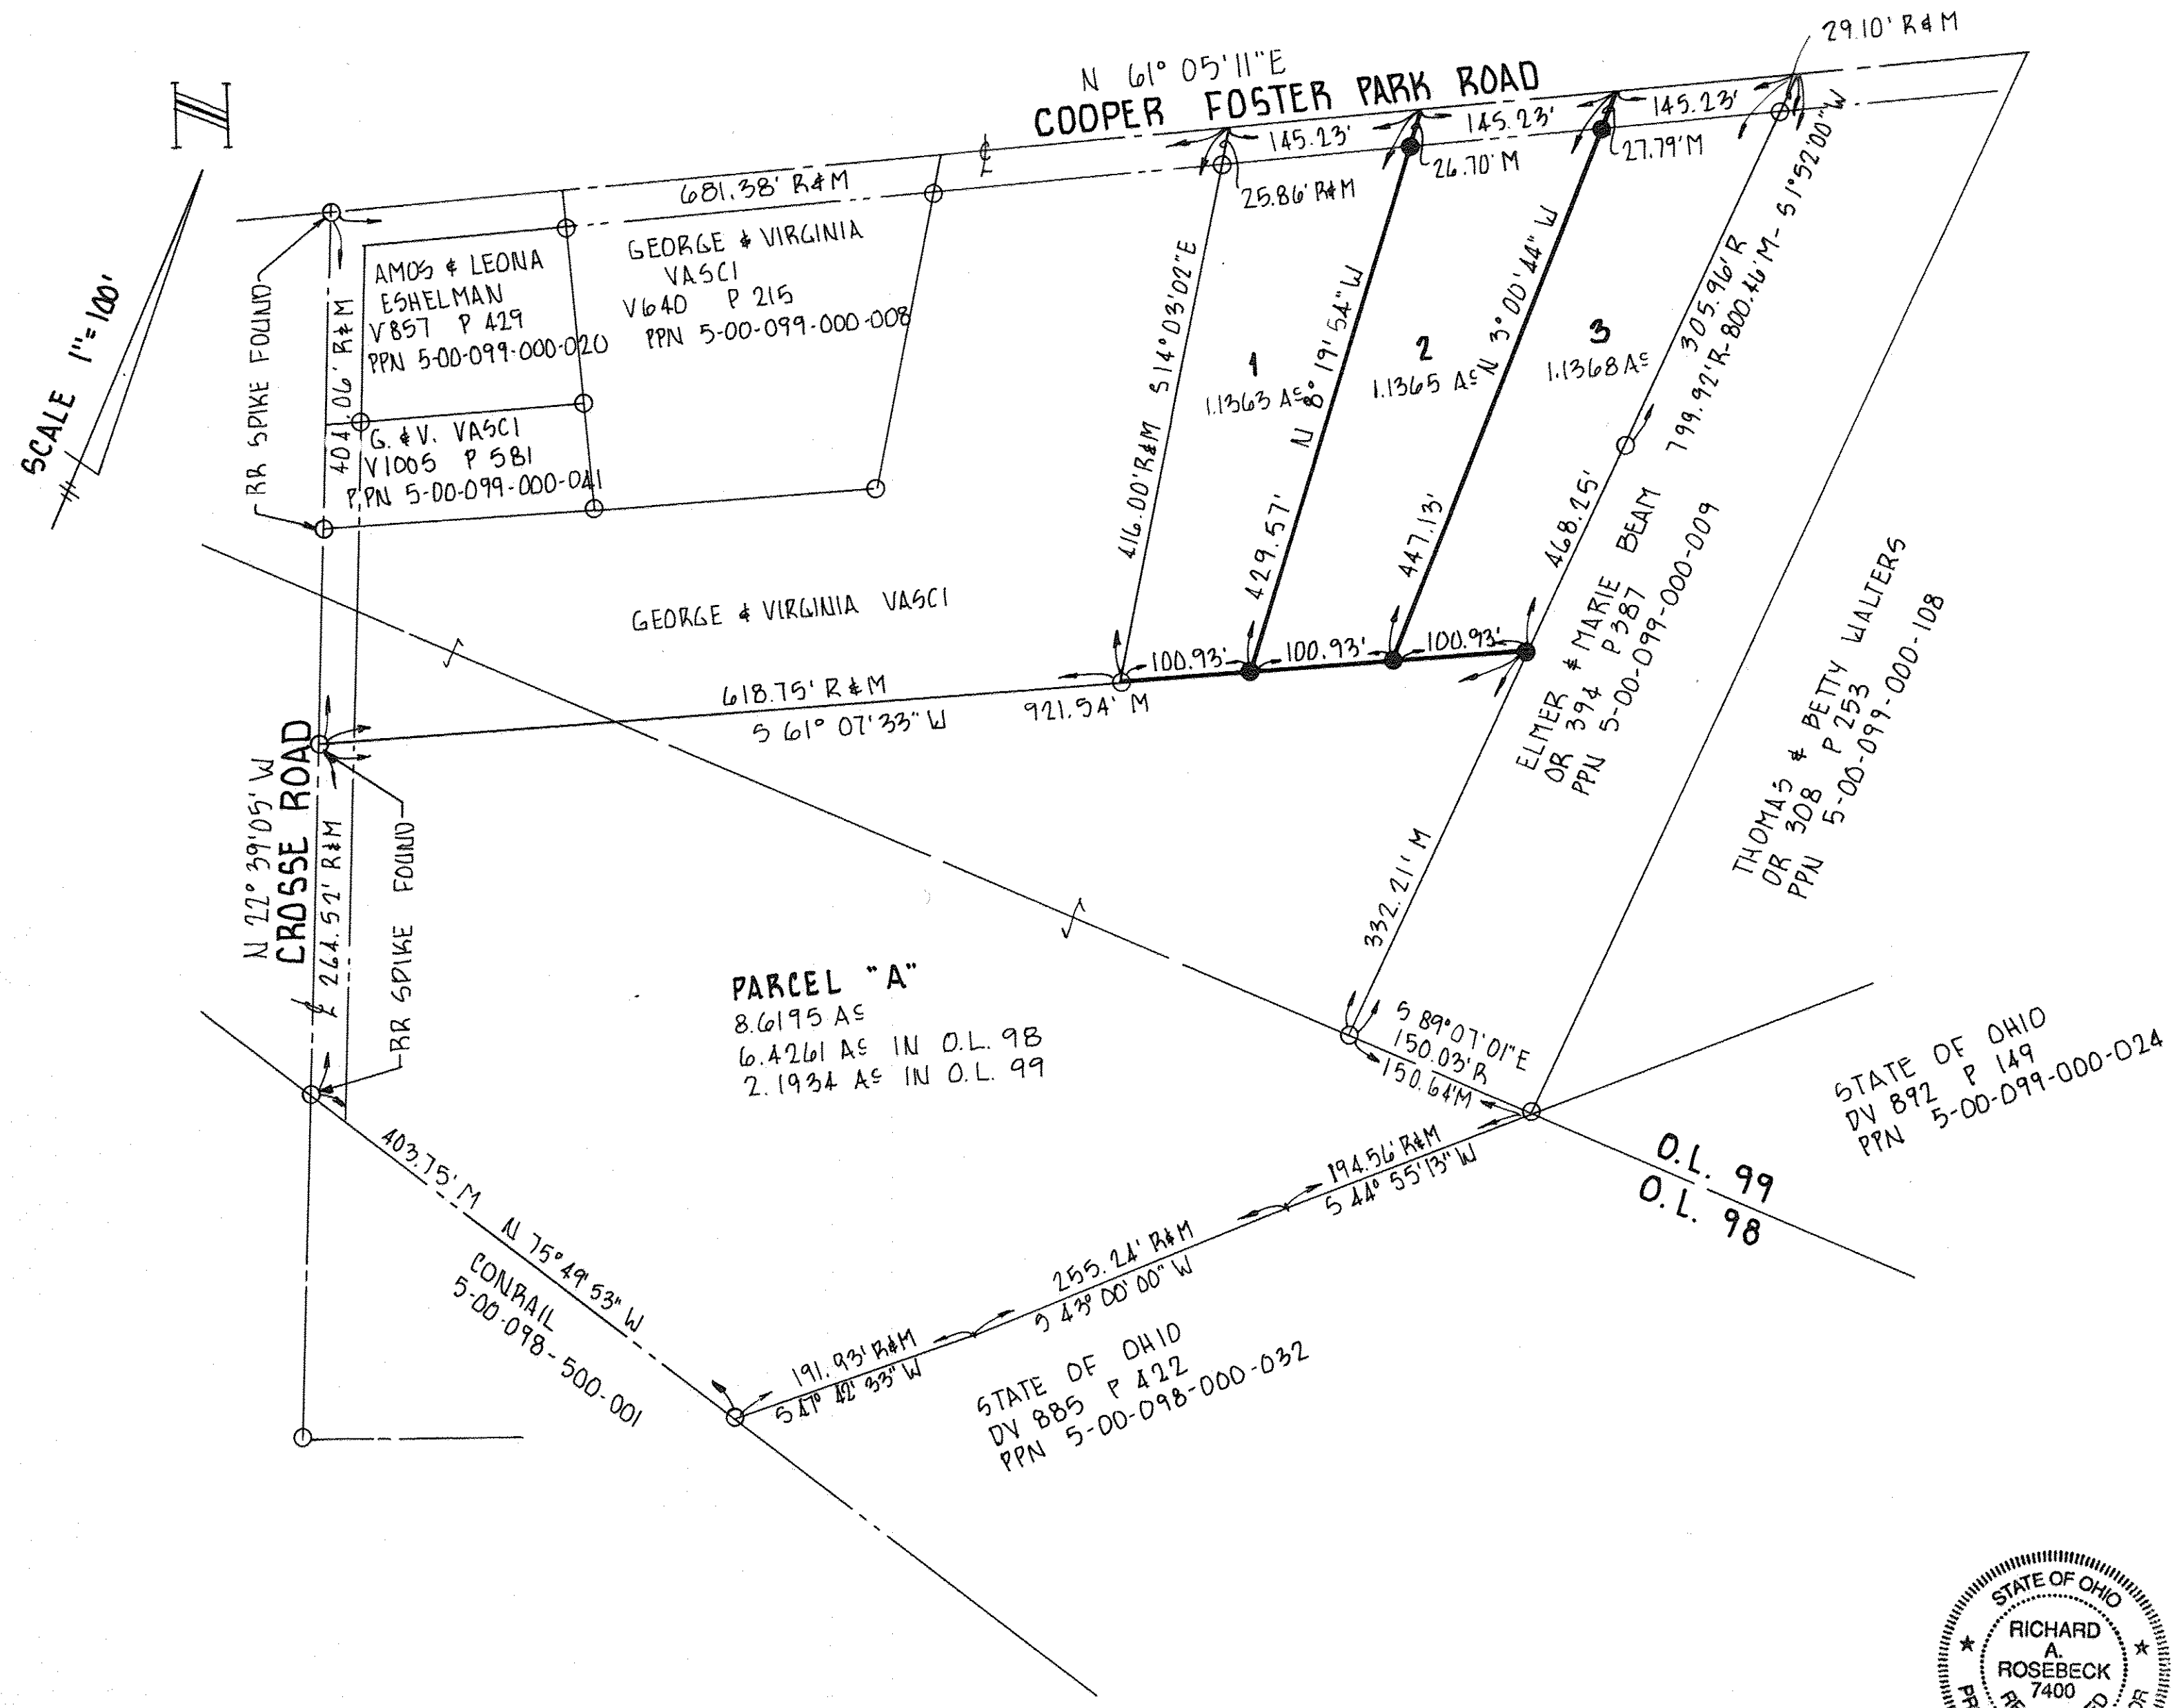 29.10' R&M
N 61° 05'11"E
COOPER FOSTER PARK ROAD
N
SCALE 1"=100'
681.38' R&M
℄
145.23'
145.23'
145.23'
25.86' R&M
26.70' M
27.79' M
RR SPIKE FOUND
404.06' R&M
AMOS & LEONA
ESHELMAN
V857 P 429
PPN 5-00-099-000-020
GEORGE & VIRGINIA
VASCI
V640 P 215
PPN 5-00-099-000-008
G. & V. VASCI
V1005 P 581
PPN 5-00-099-000-041
416.00' R&M S 14° 03'02"E
1
1.1363 Ac
429.57' N 8° 19' 54" W
2
1.1365 Ac
447.13' N 3° 00' 44" W
3
1.1368 Ac
305.96' R
799.92' R-800.46' M- S 1°52'00"W
468.25'
ELMER & MARIE BEAM
OR 394 P 387
PPN 5-00-099-000-009
THOMAS & BETTY WALTERS
OR 308 P 253
PPN 5-00-099-000-108
GEORGE & VIRGINIA VASCI
100.93'
100.93'
100.93'
618.75' R&M
S 61° 07' 33" W
921.54' M
N 22° 39'05" W
CROSSE ROAD
℄ 264.52' R&M
RR SPIKE FOUND
332.21' M
PARCEL "A"
8.6195 Ac
6.4261 Ac IN O.L. 98
2.1934 Ac IN O.L. 99
S 89°07'01"E
150.03' R
150.64' M
STATE OF OHIO
DV 892 P 149
PPN 5-00-099-000-024
O.L. 99
O.L. 98
194.56' R&M
S 44° 55'13" W
255.24' R&M
S 43° 00' 00" W
191.93' R&M
S 47° 42' 33" W
STATE OF OHIO
DV 885 P 422
PPN 5-00-098-000-032
403.75' M N 75°49'53" W
CONRAIL
5-00-098-500-001
STATE OF OHIO
RICHARD
A.
ROSEBECK
7400